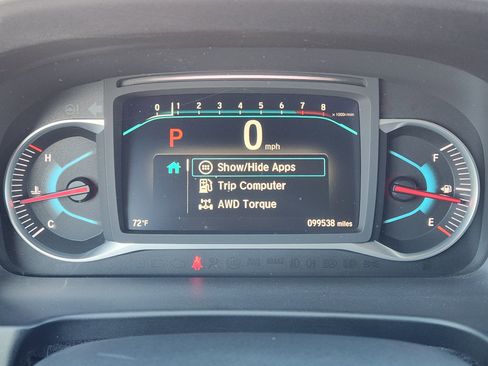 0 1 2 3 4 5 6 7 8 x 1000r/min
P 0 mph
H F
Show/Hide Apps
Trip Computer
AWD Torque
C E
72°F 099538 miles